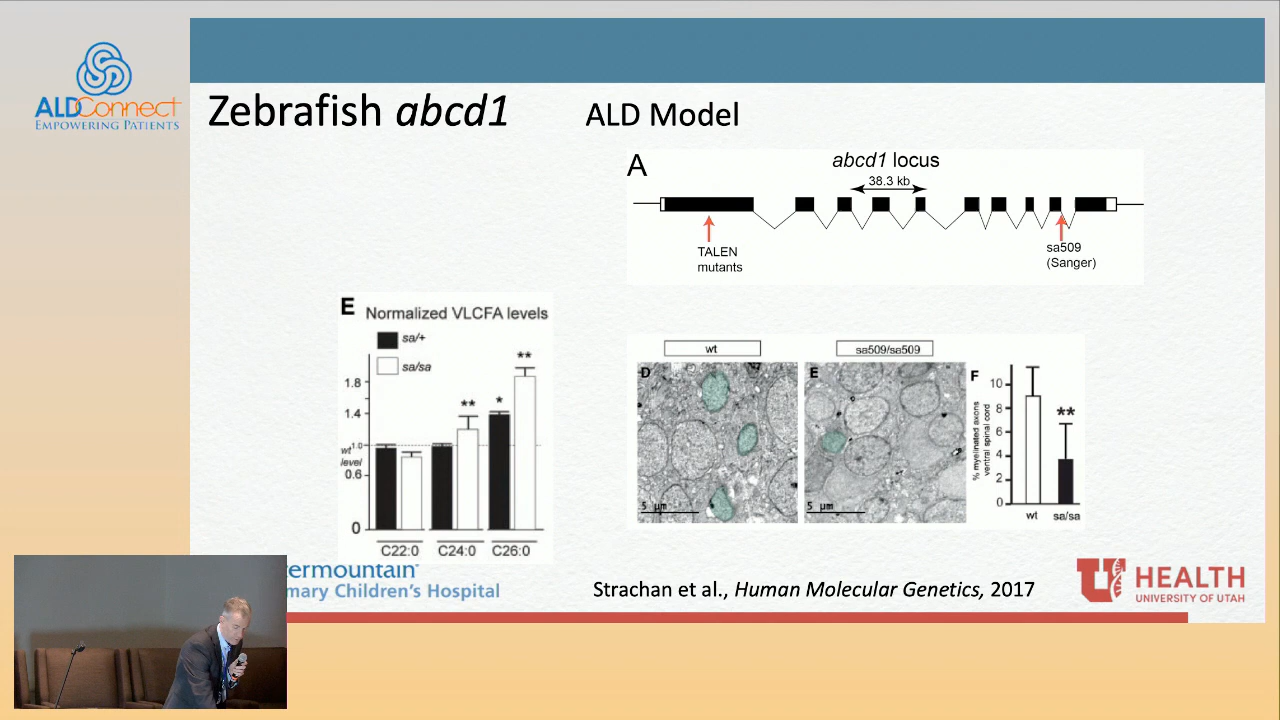 ALDConnect
EMPOWERING PATIENTS
Zebrafish abcd1
ALD Model
A
abcd1 locus
38.3 kb
TALEN
mutants
sa509
(Sanger)
E
Normalized VLCFA levels
sa/+
sa/sa
**
**
*
1.8
1.4
1.0
wt
level
0.6
0
C22:0 C24:0 C26:0
wt
sa509/sa509
D
E
F
5 µm
5 µm
% myelinated axons
ventral spinal cord
10
8
6
4
2
0
**
wt
sa/sa
ermountain
mary Children's Hospital
Strachan et al., Human Molecular Genetics, 2017
U HEALTH
UNIVERSITY OF UTAH